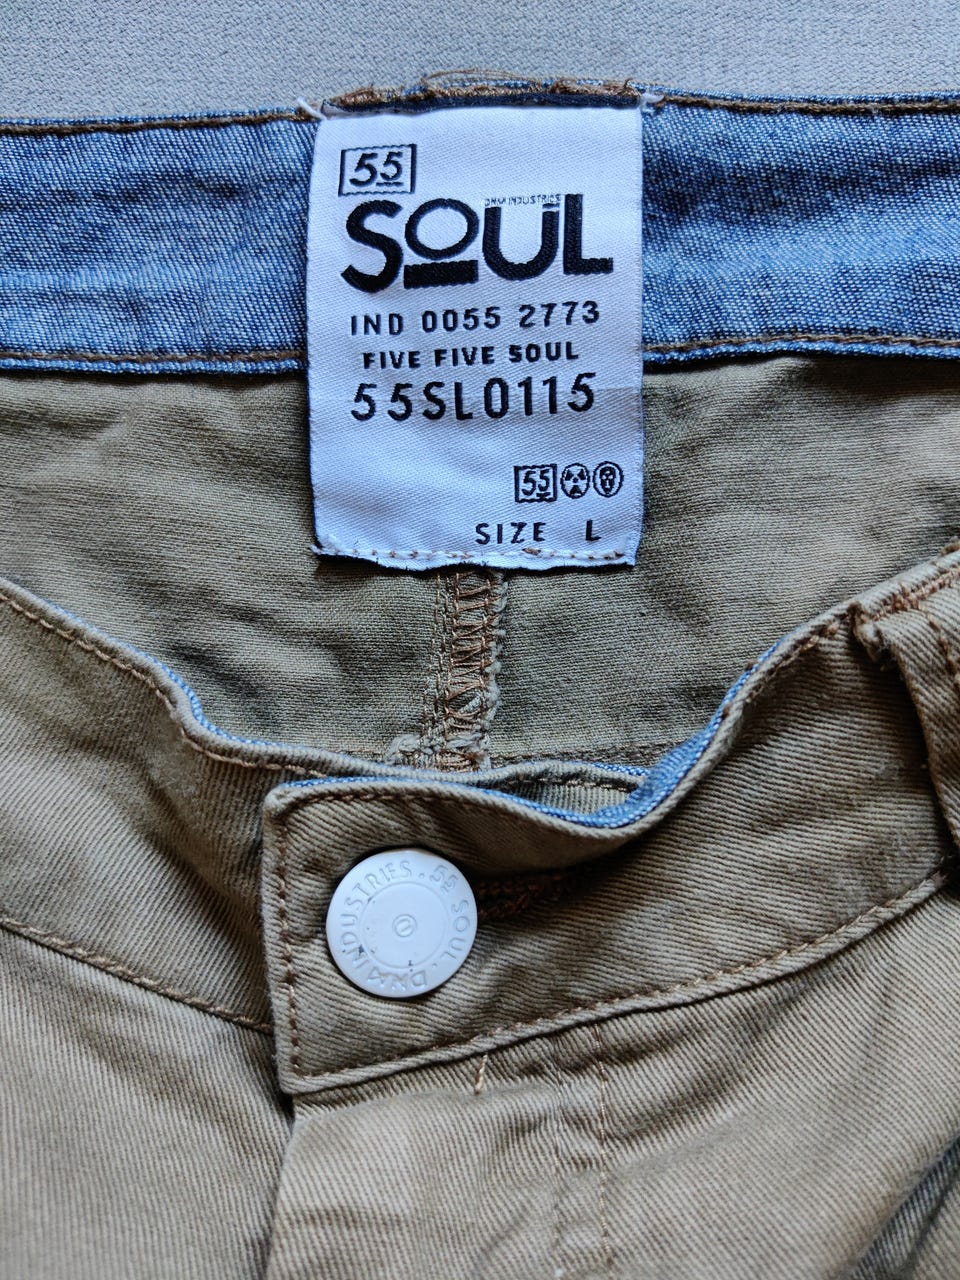 55
SOUL
DNM INDUSTRIES
IND 0055 2773
FIVE FIVE SOUL
55SL0115
55
SIZE L
DNM INDUSTRIES . 55 SOUL .